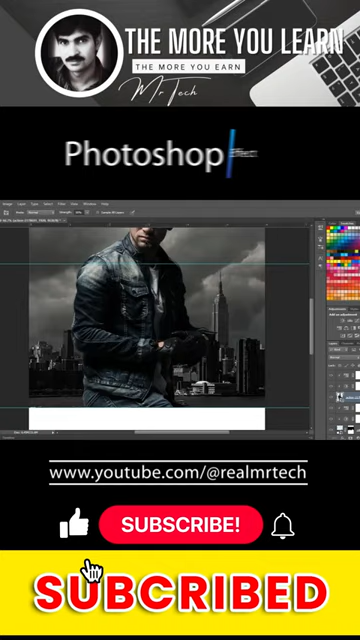 THE MORE YOU LEARN
THE MORE YOU EARN
Mr Tech
Photoshop
www.youtube.com/@realmrtech
SUBSCRIBE!
SUBCRIBED